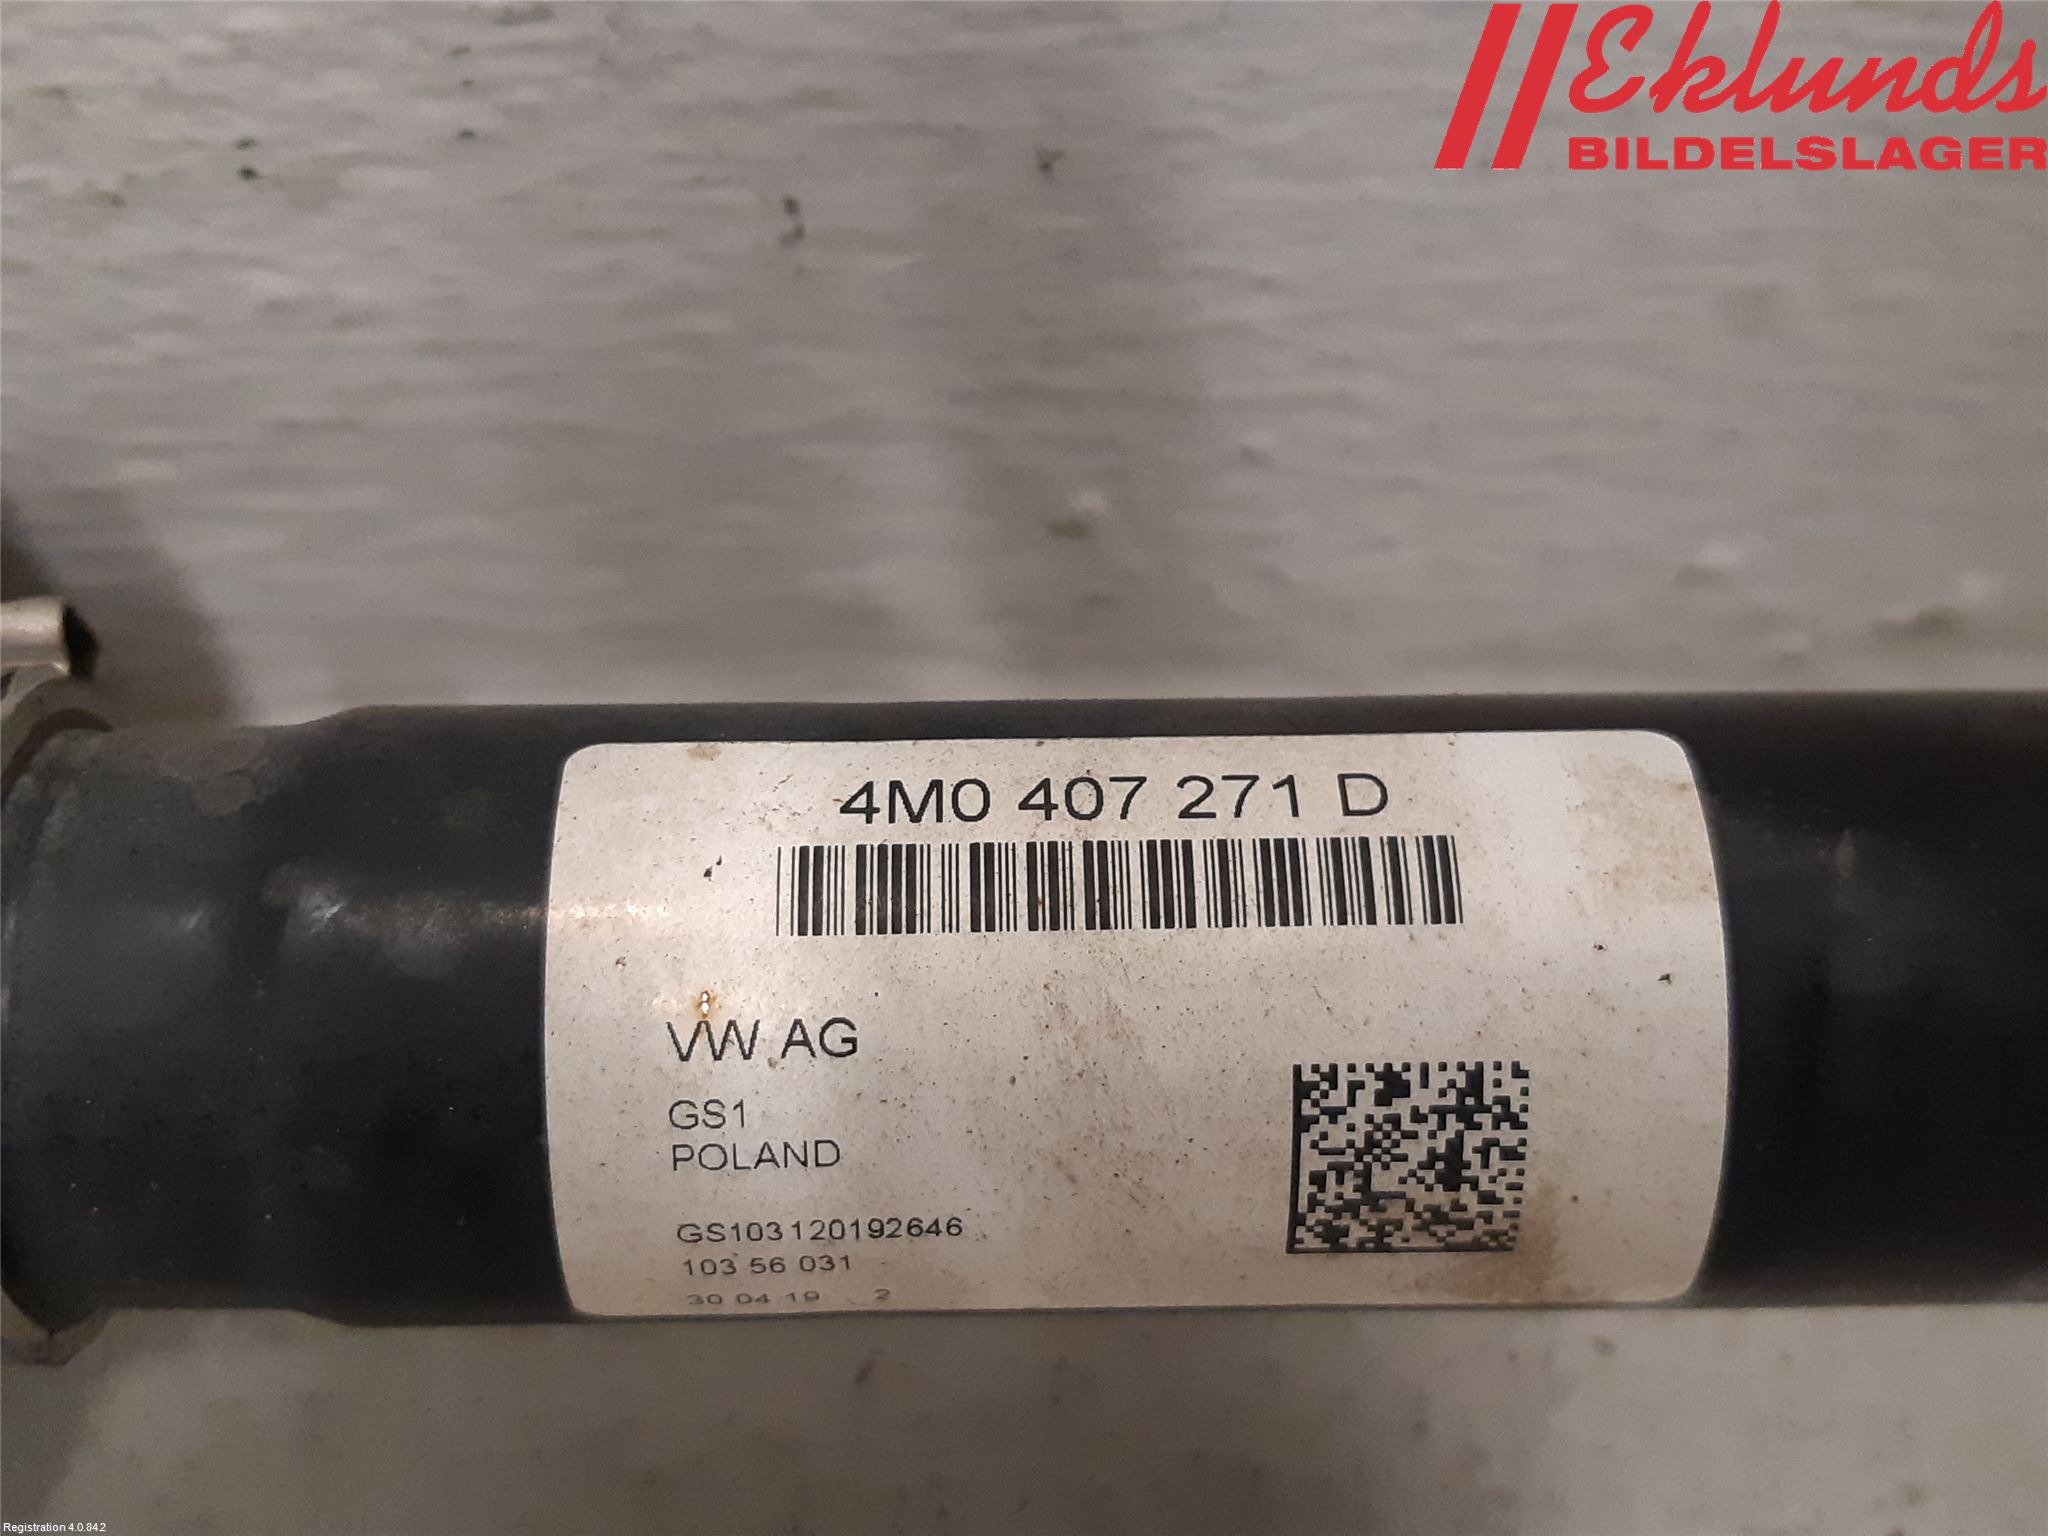 Eklunds
BILDELSLAGER
4M0 407 271 D
VW AG
GS1
POLAND
GS103120192646
103 56 031
30 04 19 2
Registration 4.0.84.2